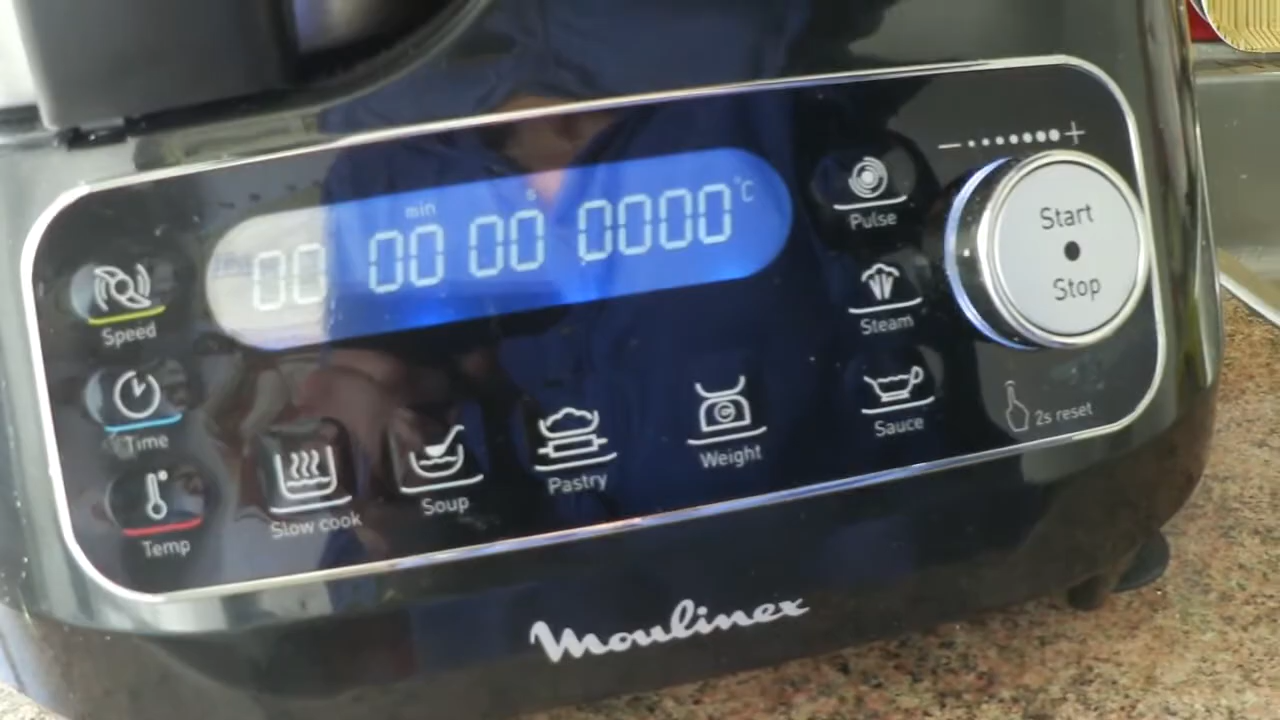 min s
00 00 00 0000 °C
Speed
Time
Temp
Slow cook
Soup
Pastry
Weight
Pulse
Steam
Sauce
− +
Start
Stop
2s reset
Moulinex